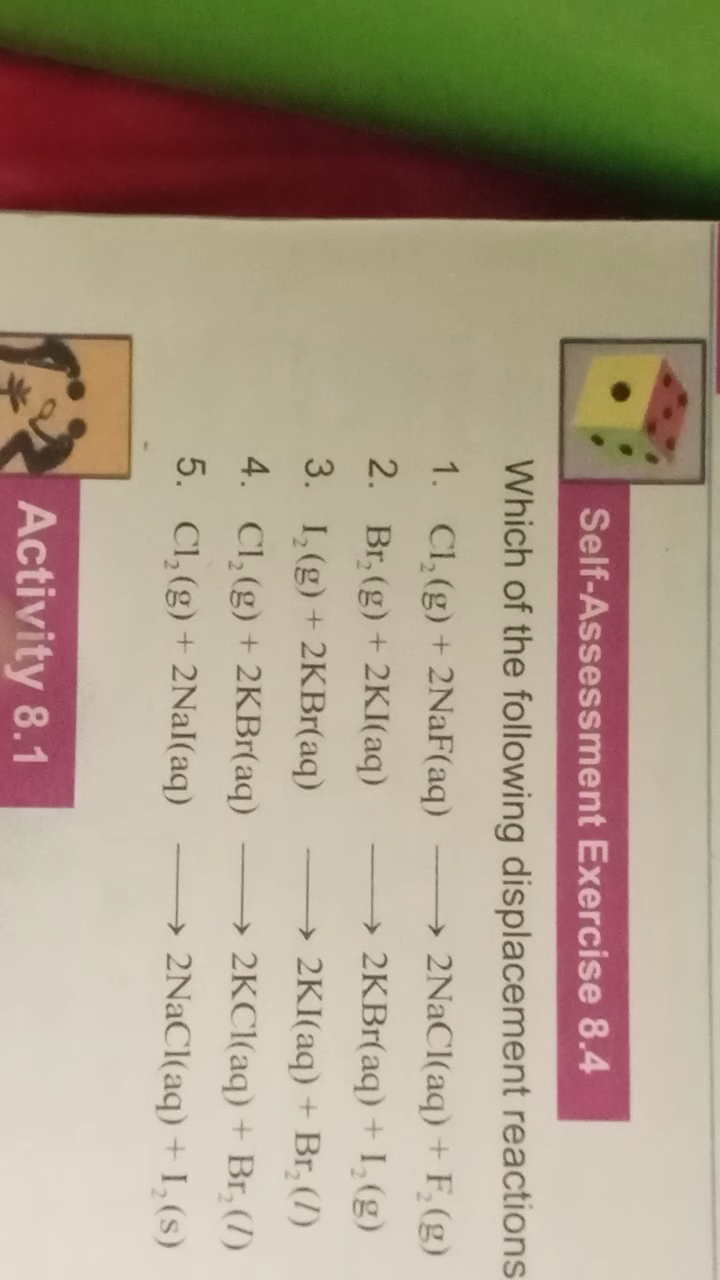 Self-Assessment Exercise 8.4
Which of the following displacement reactions
1. Cl₂(g) + 2NaF(aq) ⟶ 2NaCl(aq) + F₂(g)
2. Br₂(g) + 2KI(aq) ⟶ 2KBr(aq) + I₂(g)
3. I₂(g) + 2KBr(aq) ⟶ 2KI(aq) + Br₂(l)
4. Cl₂(g) + 2KBr(aq) ⟶ 2KCl(aq) + Br₂(l)
5. Cl₂(g) + 2NaI(aq) ⟶ 2NaCl(aq) + I₂(s)
Activity 8.1